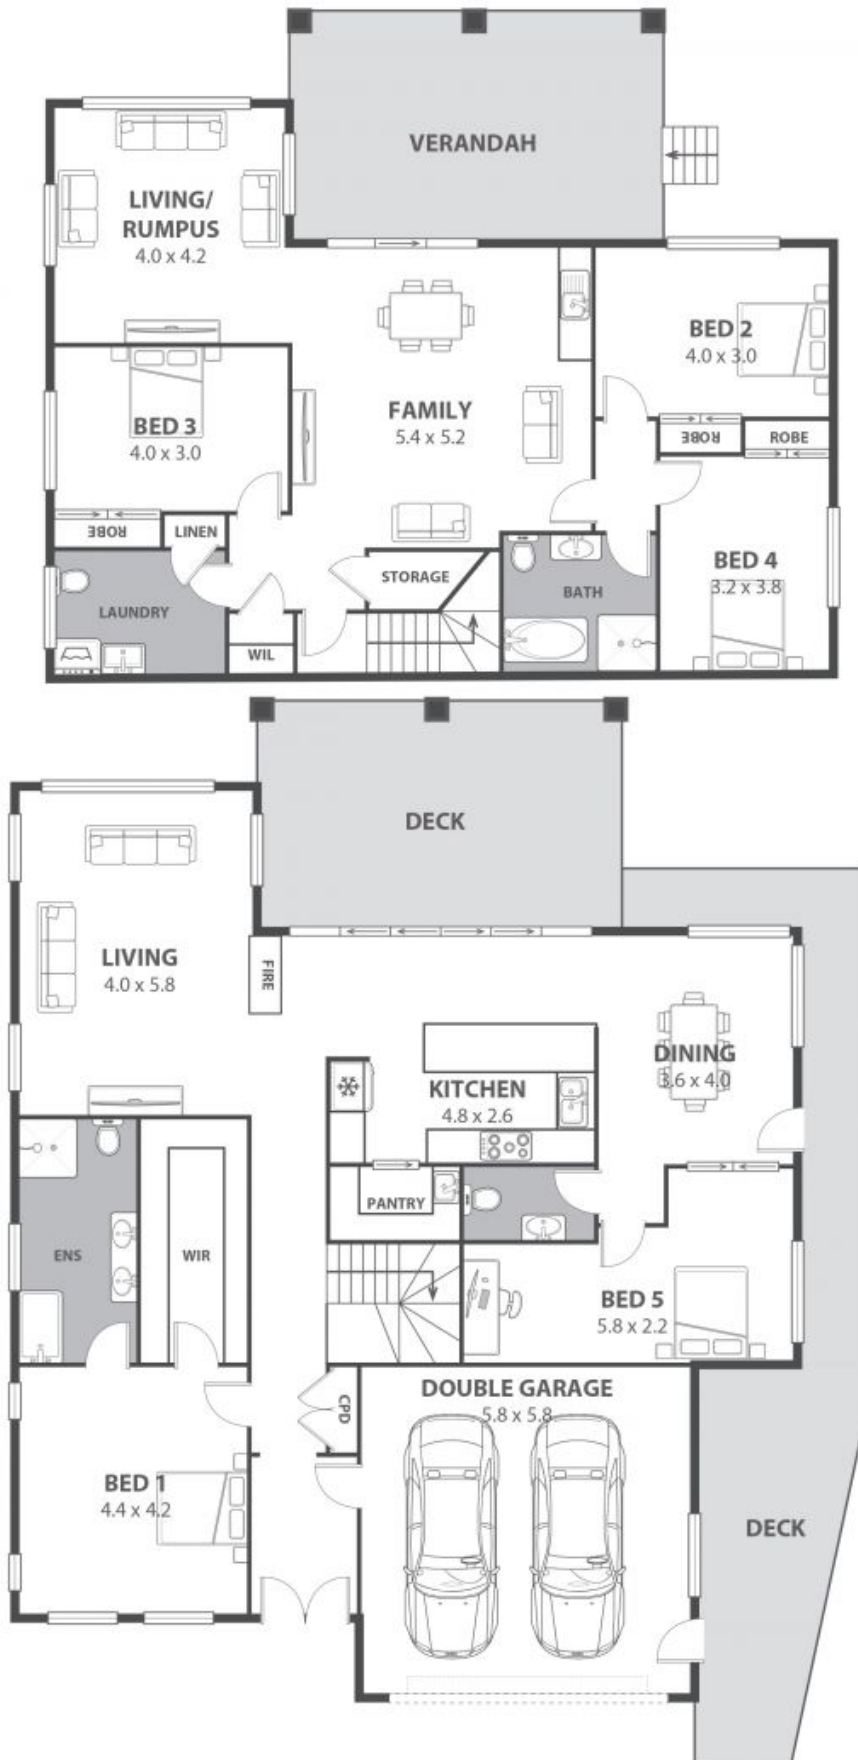 VERANDAH
LIVING/
RUMPUS
4.0 x 4.2
BED 2
4.0 x 3.0
FAMILY
5.4 x 5.2
BED 3
4.0 x 3.0
ROBE
ROBE
ROBE
LINEN
STORAGE
BED 4
3.2 x 3.8
BATH
LAUNDRY
WIL
DECK
LIVING
4.0 x 5.8
FIRE
DINING
3.6 x 4.0
KITCHEN
4.8 x 2.6
PANTRY
ENS
WIR
BED 5
5.8 x 2.2
DOUBLE GARAGE
5.8 x 5.8
CPD
BED 1
4.4 x 4.2
DECK